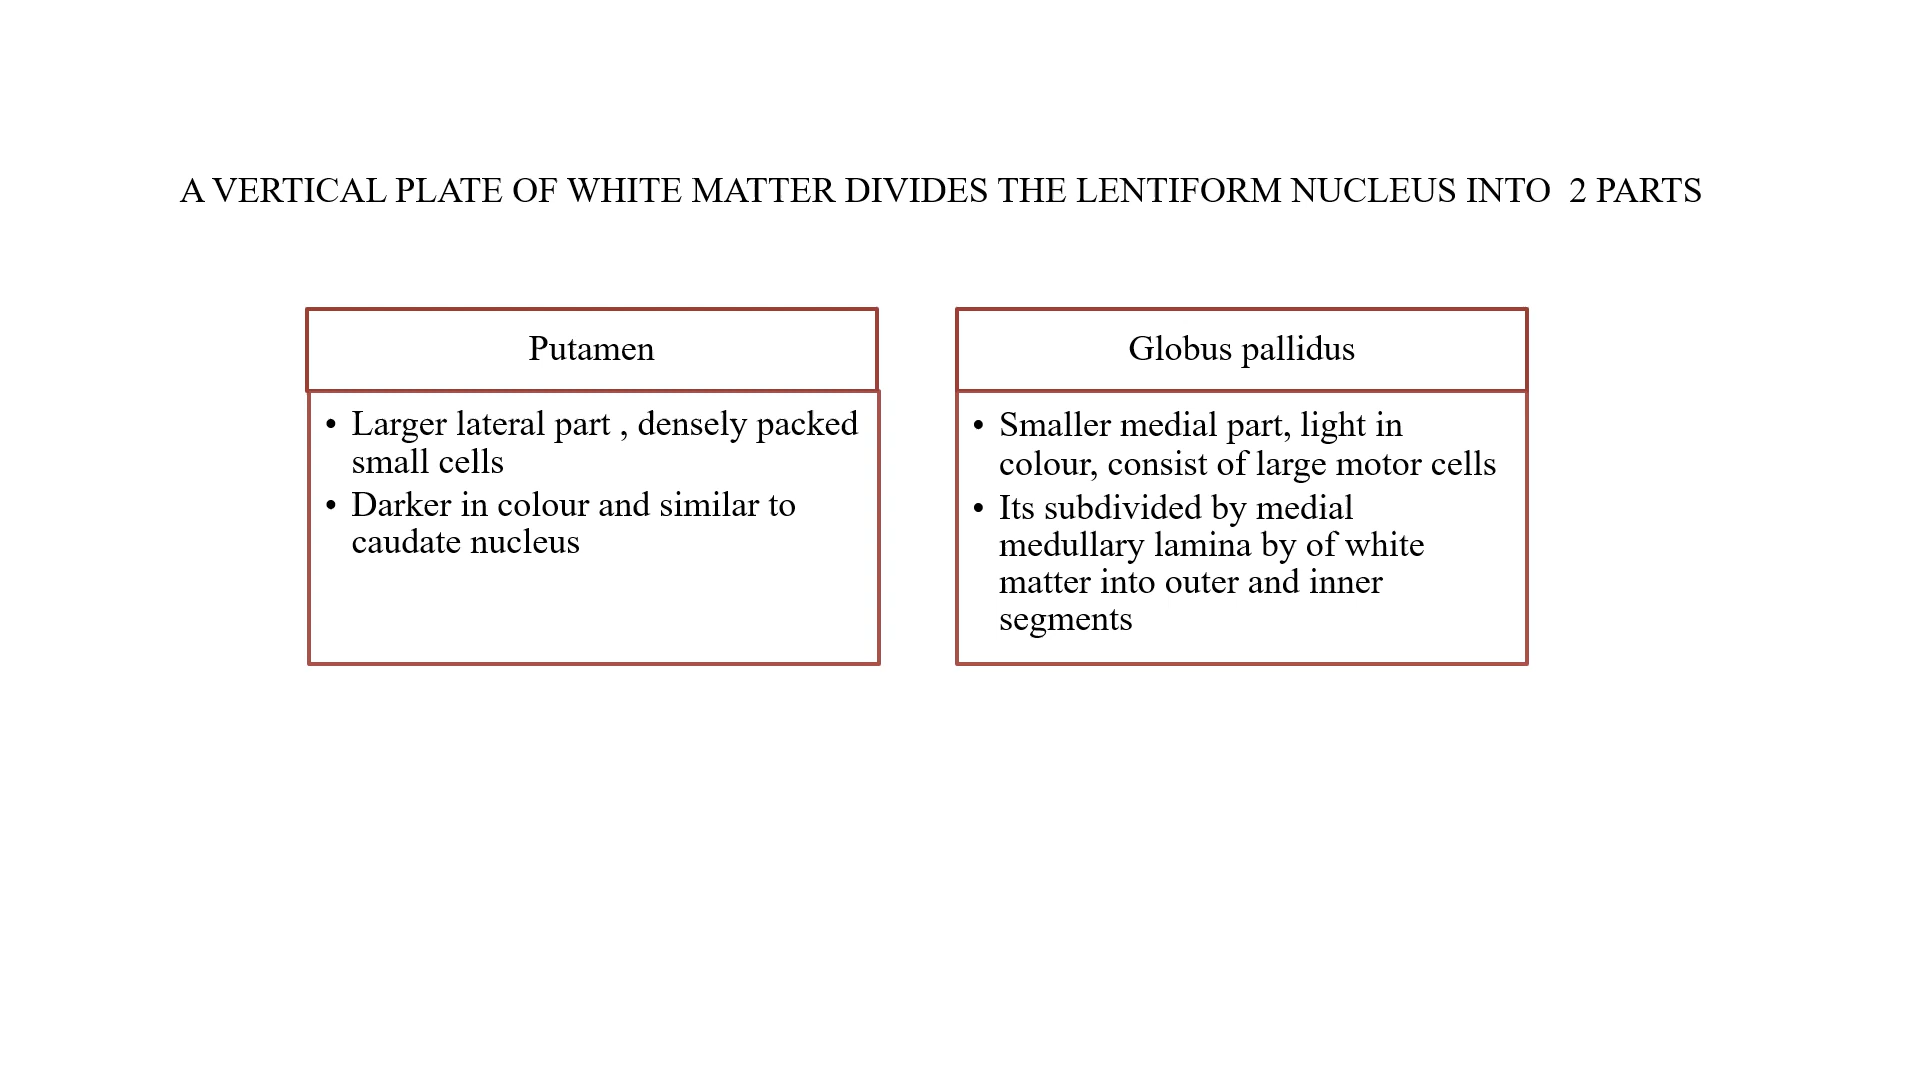 A VERTICAL PLATE OF WHITE MATTER DIVIDES THE LENTIFORM NUCLEUS INTO  2 PARTS
Putamen
• Larger lateral part , densely packed
small cells
• Darker in colour and similar to
caudate nucleus
Globus pallidus
• Smaller medial part, light in
colour, consist of large motor cells
• Its subdivided by medial
medullary lamina by of white
matter into outer and inner
segments